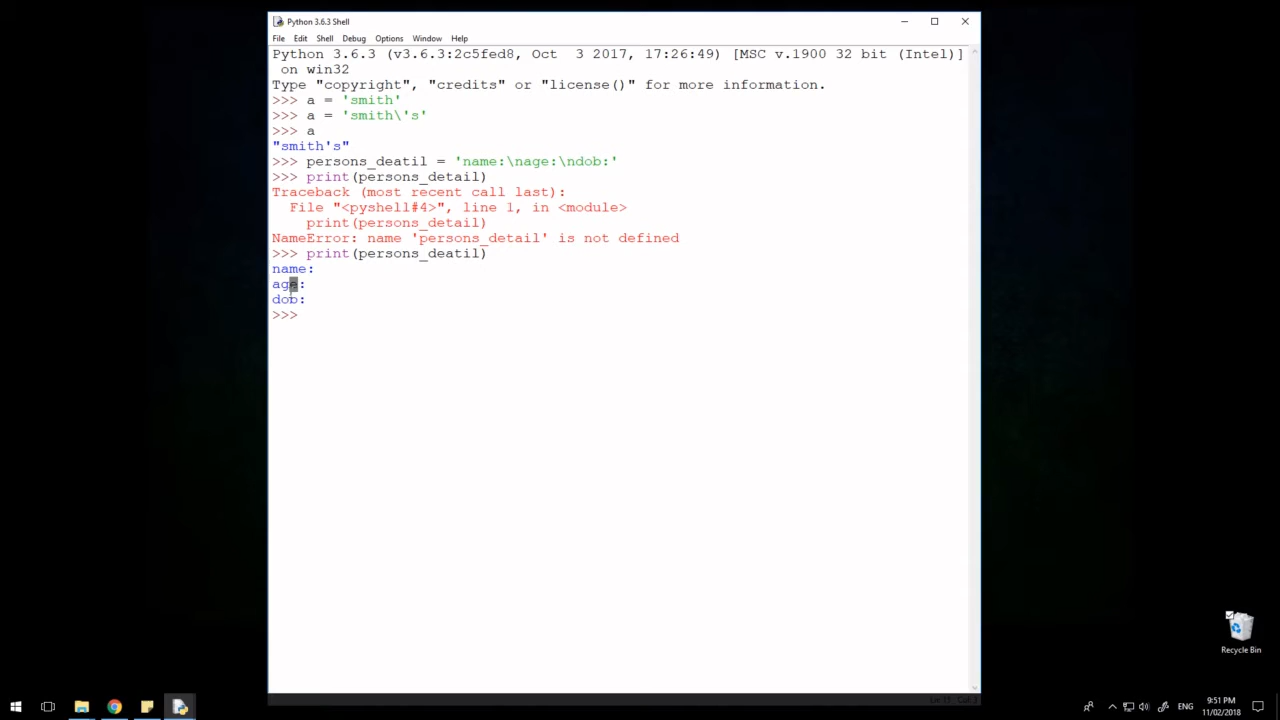 Python 3.6.3 Shell
File Edit Shell Debug Options Window Help
Python 3.6.3 (v3.6.3:2c5fed8, Oct  3 2017, 17:26:49) [MSC v.1900 32 bit (Intel)]
 on win32
Type "copyright", "credits" or "license()" for more information.
>>> a = 'smith'
>>> a = 'smith\'s'
>>> a
"smith's"
>>> persons_deatil = 'name:\nage:\ndob:'
>>> print(persons_detail)
Traceback (most recent call last):
  File "<pyshell#4>", line 1, in <module>
    print(persons_detail)
NameError: name 'persons_detail' is not defined
>>> print(persons_deatil)
name:
age:
dob:
>>>
Recycle Bin
ENG
9:51 PM
11/02/2018